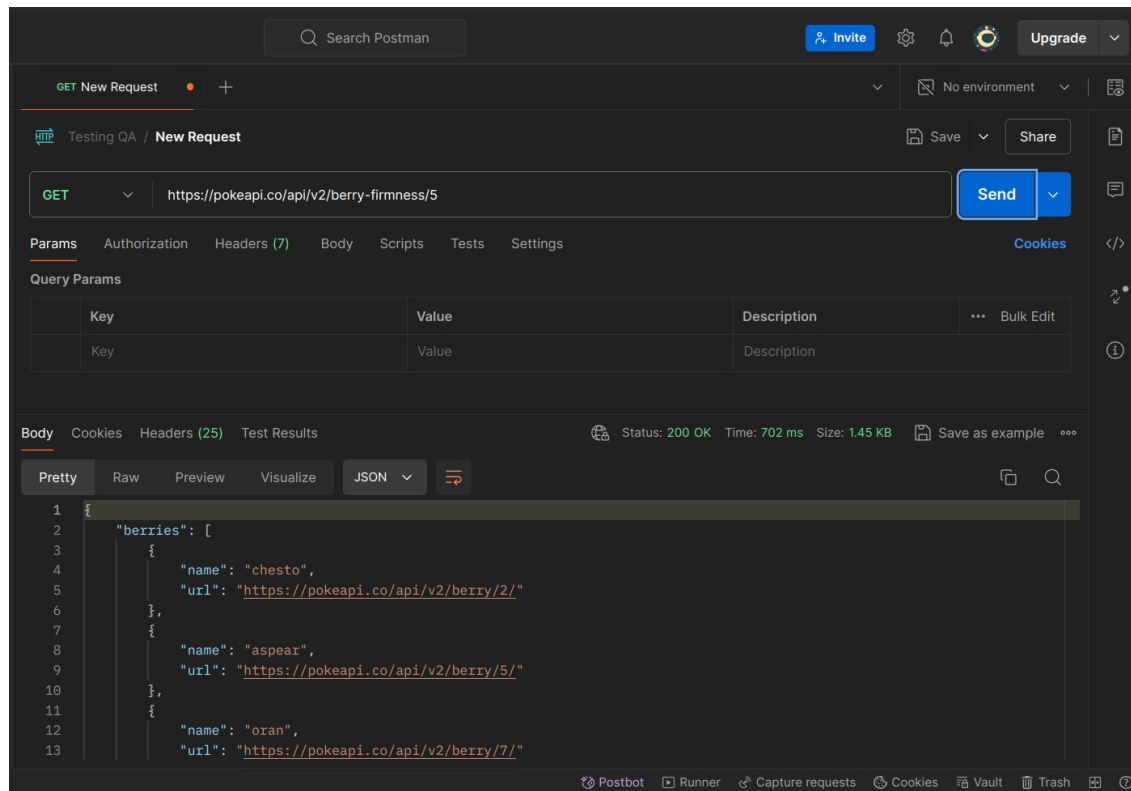 Search Postman
Invite
Upgrade
GET New Request
No environment
HTTP Testing QA / New Request
Save
Share
GET
https://pokeapi.co/api/v2/berry-firmness/5
Send
Params Authorization Headers (7) Body Scripts Tests Settings Cookies
Query Params
Key Value Description ••• Bulk Edit
Key Value Description
Body Cookies Headers (25) Test Results Status: 200 OK Time: 702 ms Size: 1.45 KB Save as example
Pretty Raw Preview Visualize JSON
1 {
2 "berries": [
3 {
4 "name": "chesto",
5 "url": "https://pokeapi.co/api/v2/berry/2/"
6 },
7 {
8 "name": "aspear",
9 "url": "https://pokeapi.co/api/v2/berry/5/"
10 },
11 {
12 "name": "oran",
13 "url": "https://pokeapi.co/api/v2/berry/7/"
Postbot Runner Capture requests Cookies Vault Trash